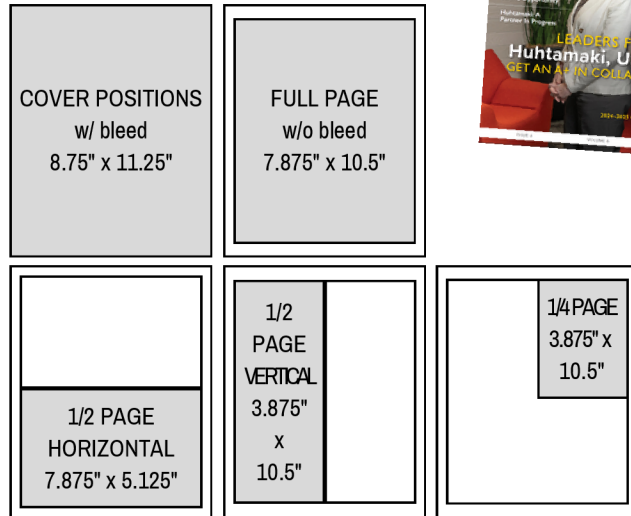 COVER POSITIONS
w/ bleed
8.75" x 11.25"
FULL PAGE
w/o bleed
7.875" x 10.5"
Huhtamaki: A
Partner In Progress
LEADERS F
Huhtamaki, U
GET AN A+ IN COLLA
1/2 PAGE
HORIZONTAL
7.875" x 5.125"
1/2
PAGE
VERTICAL
3.875"
x
10.5"
1/4 PAGE
3.875" x
10.5"